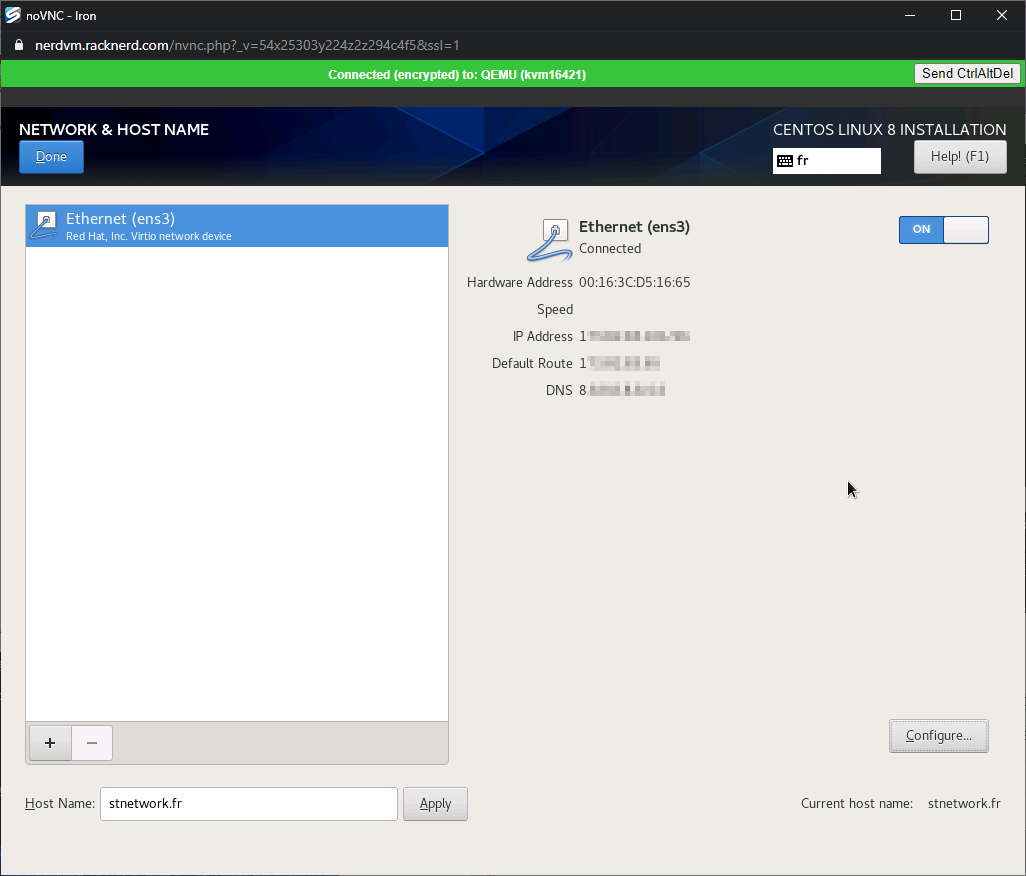 noVNC - Iron
nerdvm.racknerd.com/nvnc.php?_v=54x25303y224z2z294c4f5&ssl=1
Connected (encrypted) to: QEMU (kvm16421)
Send CtrlAltDel
NETWORK & HOST NAME
CENTOS LINUX 8 INSTALLATION
Done
fr
Help! (F1)
Ethernet (ens3)
Red Hat, Inc. Virtio network device
Ethernet (ens3)
Connected
ON
Hardware Address 00:16:3C:D5:16:65
Speed
IP Address 1
Default Route 1
DNS 8
+ −
Configure...
Host Name: stnetwork.fr Apply
Current host name: stnetwork.fr